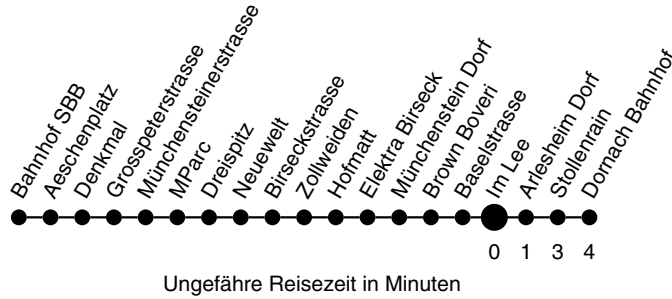 Bahnhof SBB
Aeschenplatz
Denkmal
Grosspeterstrasse
Münchensteinerstrasse
MParc
Dreispitz
Neuewelt
Birseckstrasse
Zollweiden
Hofmatt
Elektra Birseck
Münchenstein Dorf
Brown Boveri
Baselstrasse
Im Lee
Arlesheim Dorf
Stollenrain
Dornach Bahnhof
0 1 3 4
Ungefähre Reisezeit in Minuten